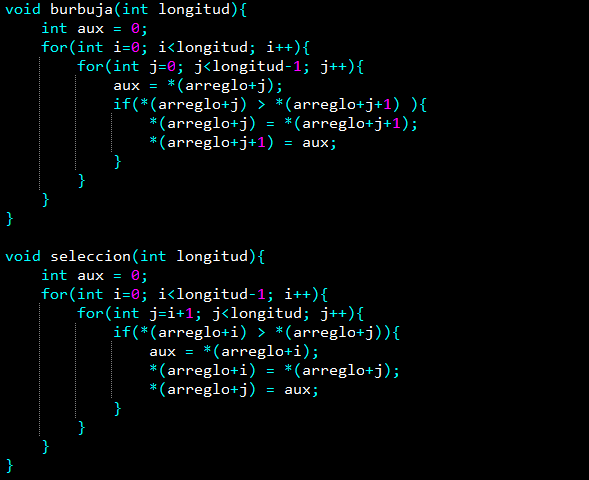 void burbuja(int longitud){
    int aux = 0;
    for(int i=0; i<longitud; i++){
        for(int j=0; j<longitud-1; j++){
            aux = *(arreglo+j);
            if(*(arreglo+j) > *(arreglo+j+1) ){
                *(arreglo+j) = *(arreglo+j+1);
                *(arreglo+j+1) = aux;
            }
        }
    }
}

void seleccion(int longitud){
    int aux = 0;
    for(int i=0; i<longitud-1; i++){
        for(int j=i+1; j<longitud; j++){
            if(*(arreglo+i) > *(arreglo+j)){
                aux = *(arreglo+i);
                *(arreglo+i) = *(arreglo+j);
                *(arreglo+j) = aux;
            }
        }
    }
}